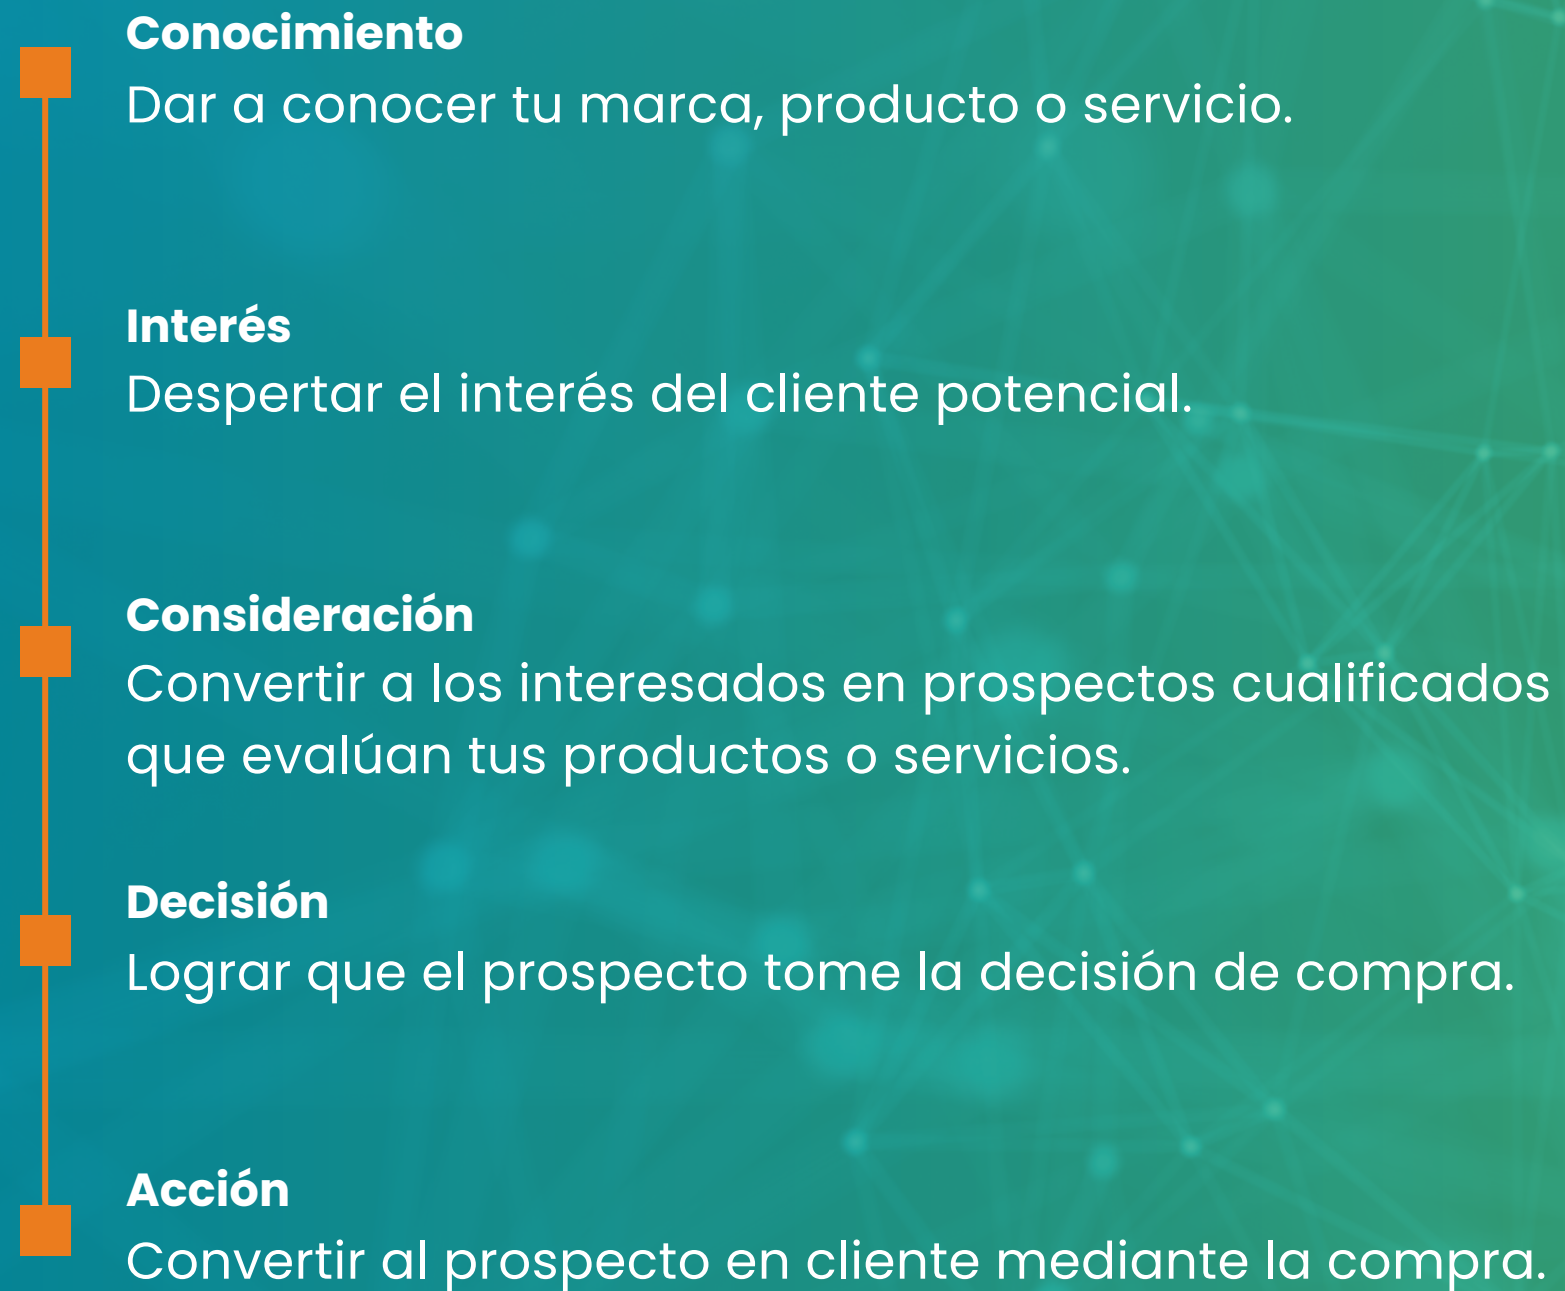 Conocimiento
Dar a conocer tu marca, producto o servicio.
Interés
Despertar el interés del cliente potencial.
Consideración
Convertir a los interesados en prospectos cualificados
que evalúan tus productos o servicios.
Decisión
Lograr que el prospecto tome la decisión de compra.
Acción
Convertir al prospecto en cliente mediante la compra.